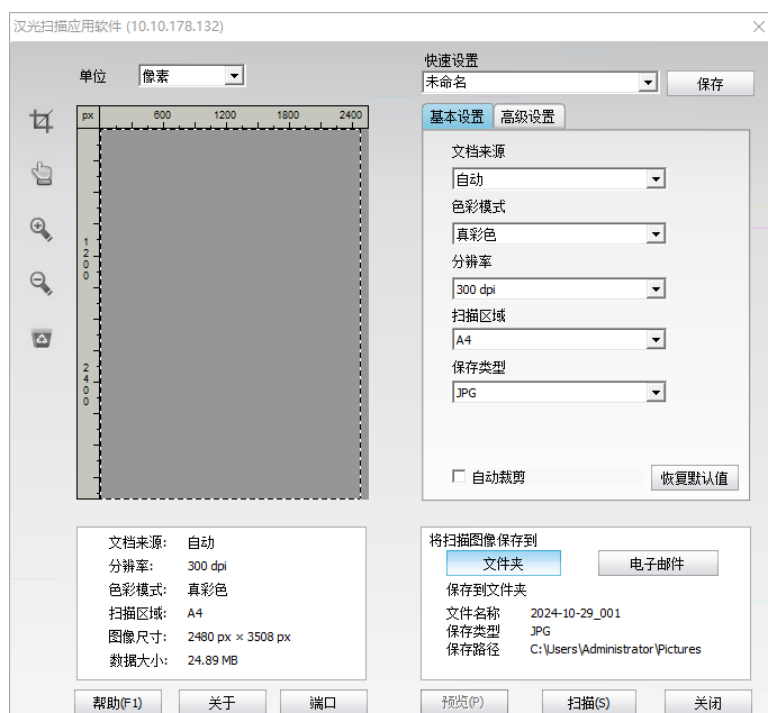 汉光扫描应用软件 (10.10.178.132)
单位 像素
快速设置
未命名 保存
px 600 1200 1800 2400
1200
2400
基本设置 高级设置
文档来源
自动
色彩模式
真彩色
分辨率
300 dpi
扫描区域
A4
保存类型
JPG
自动裁剪 恢复默认值
文档来源: 自动
分辨率: 300 dpi
色彩模式: 真彩色
扫描区域: A4
图像尺寸: 2480 px × 3508 px
数据大小: 24.89 MB
将扫描图像保存到
文件夹 电子邮件
保存到文件夹
文件名称 2024-10-29_001
保存类型 JPG
保存路径 C:\Users\Administrator\Pictures
帮助(F1) 关于 端口 预览(P) 扫描(S) 关闭